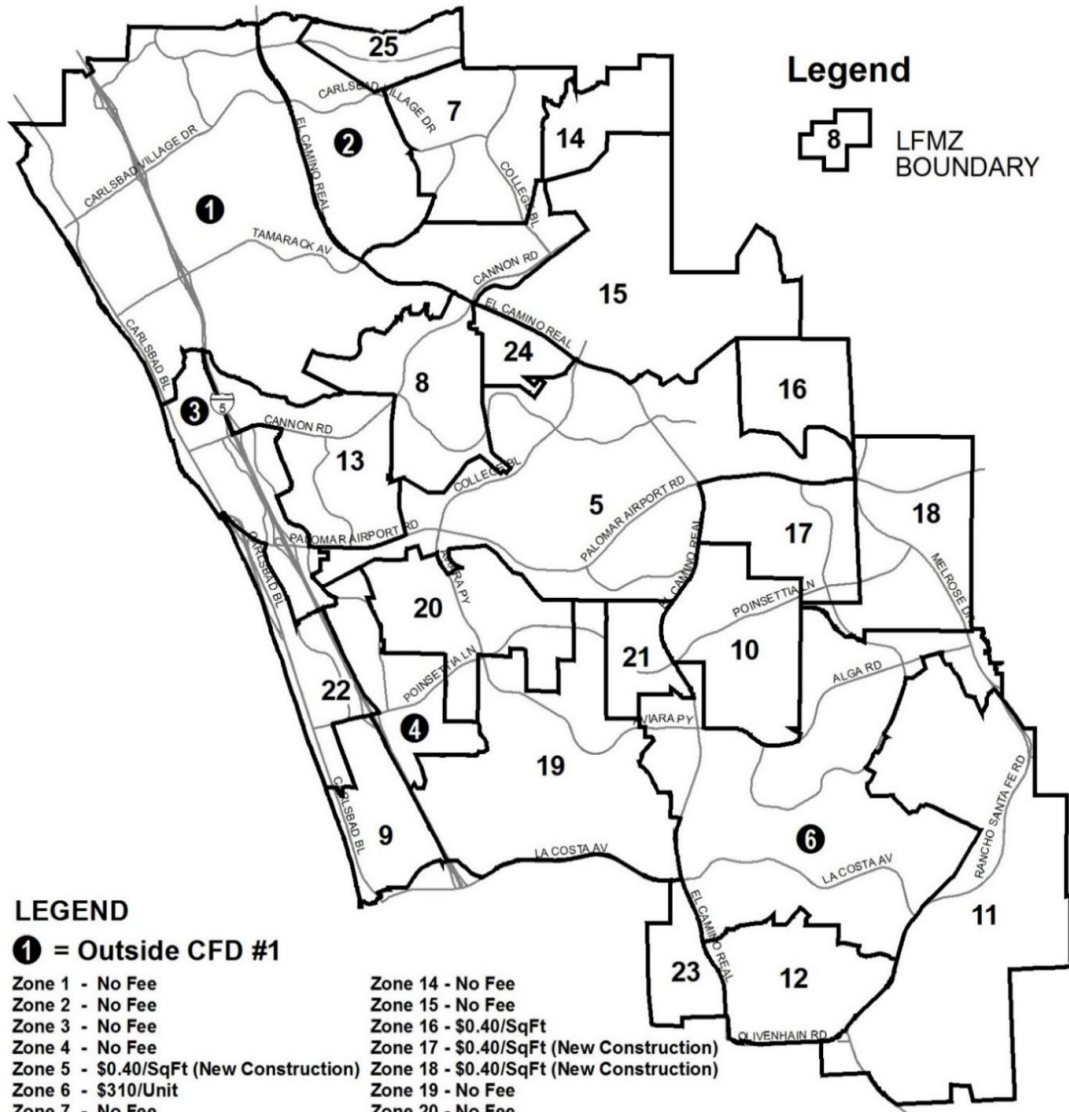 Legend
8
LFMZ
BOUNDARY
25
7
14
2
1
CARLSBAD VILLAGE DR
CARLSBAD VILLAGE DR
EL CAMINO REAL
COLLEGE BL
TAMARACK AV
CANNON RD
15
EL CAMINO REAL
CARLSBAD BL
24
8
16
3
5
CANNON RD
13
COLLEGE BL
5
PALOMAR AIRPORT RD
17
18
PALOMAR AIRPORT RD
CARLSBAD BL
AVIARA PY
EL CAMINO REAL
MELROSE DR
20
POINSETTIA LN
21
10
ALGA RD
22
POINSETTIA LN
4
AVIARA PY
19
CARLSBAD BL
9
6
RANCHO SANTA FE RD
LA COSTA AV
LA COSTA AV
11
EL CAMINO REAL
23
12
OLIVENHAIN RD
LEGEND
1 = Outside CFD #1
Zone 1 - No Fee
Zone 2 - No Fee
Zone 3 - No Fee
Zone 4 - No Fee
Zone 5 - $0.40/SqFt (New Construction)
Zone 6 - $310/Unit
Zone 7 - No Fee
Zone 14 - No Fee
Zone 15 - No Fee
Zone 16 - $0.40/SqFt
Zone 17 - $0.40/SqFt (New Construction)
Zone 18 - $0.40/SqFt (New Construction)
Zone 19 - No Fee
Zone 20 - No Fee